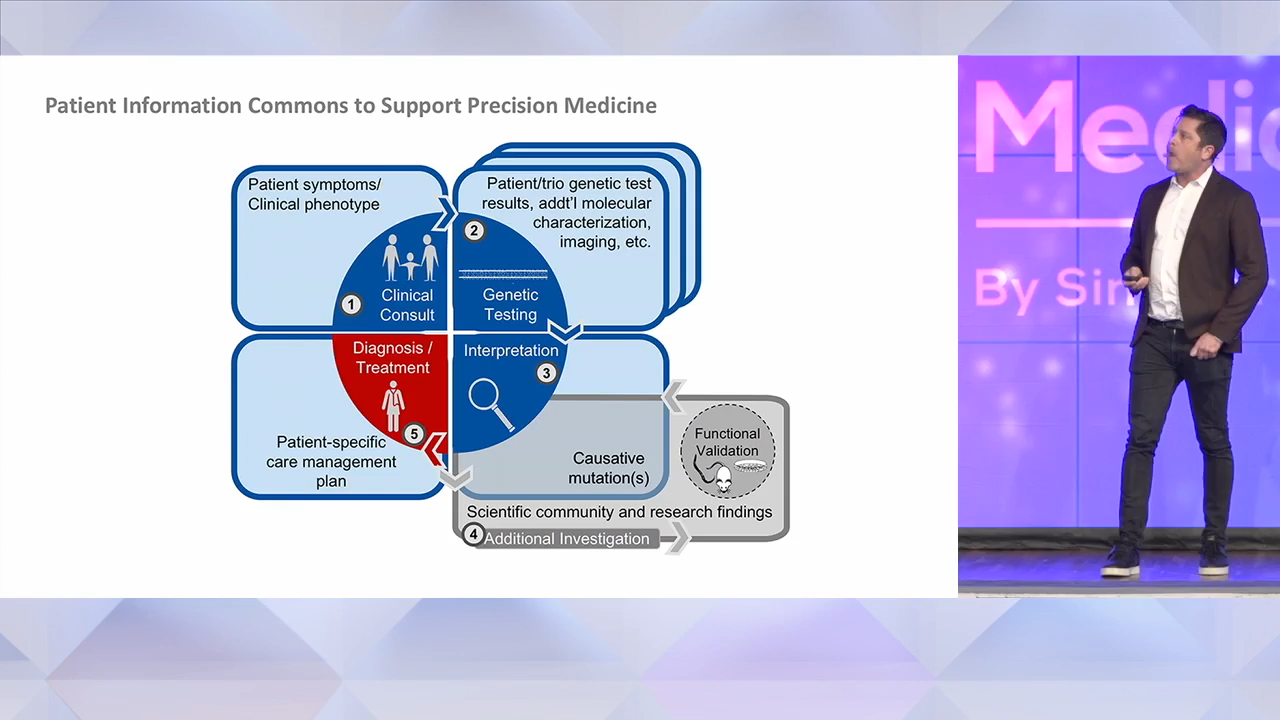 Patient Information Commons to Support Precision Medicine
Patient symptoms/
Clinical phenotype
Patient/trio genetic test
results, addt'l molecular
characterization,
imaging, etc.
1
Clinical
Consult
2
Genetic
Testing
Diagnosis /
Treatment
5
Interpretation
3
Patient-specific
care management
plan
Causative
mutation(s)
Functional
Validation
Scientific community and research findings
4
Additional Investigation
Medic
By Sin